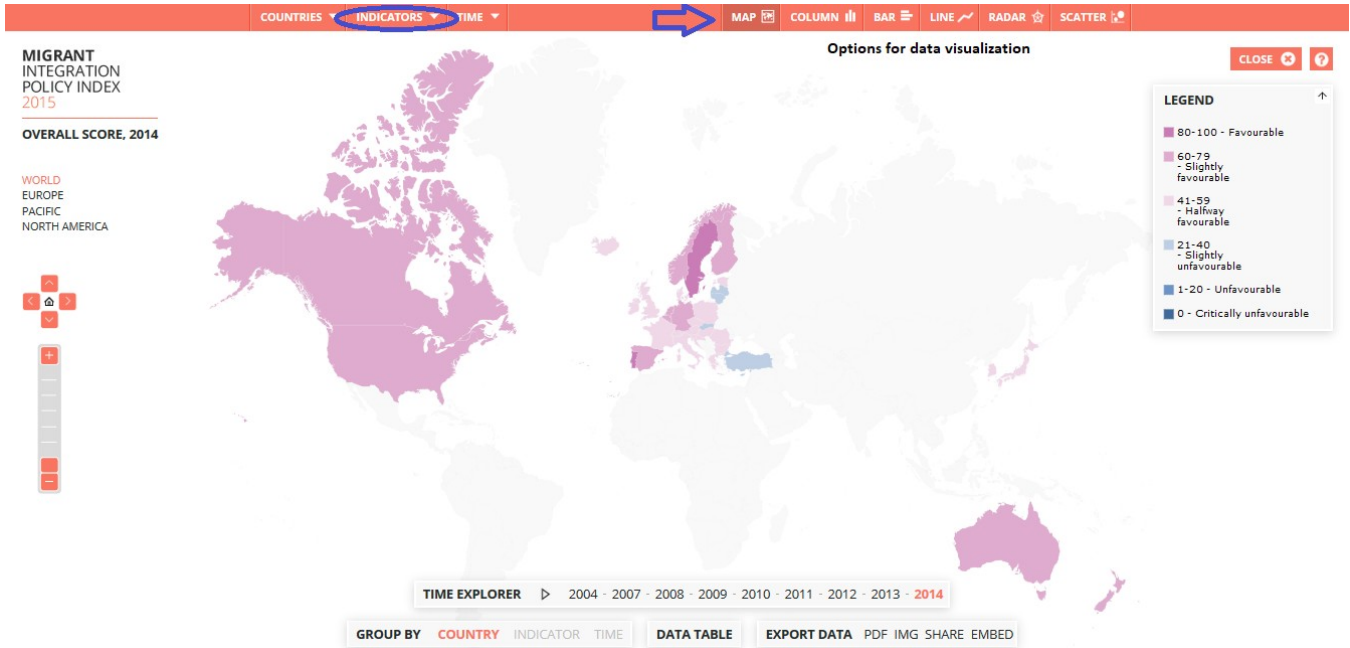 COUNTRIES INDICATORS TIME MAP COLUMN BAR LINE RADAR SCATTER
Options for data visualization
CLOSE ?
MIGRANT
INTEGRATION
POLICY INDEX
2015
OVERALL SCORE, 2014
WORLD
EUROPE
PACIFIC
NORTH AMERICA
LEGEND
80-100 - Favourable
60-79
- Slightly
favourable
41-59
- Halfway
favourable
21-40
- Slightly
unfavourable
1-20 - Unfavourable
0 - Critically unfavourable
TIME EXPLORER 2004 - 2007 - 2008 - 2009 - 2010 - 2011 - 2012 - 2013 - 2014
GROUP BY COUNTRY INDICATOR TIME DATA TABLE EXPORT DATA PDF IMG SHARE EMBED